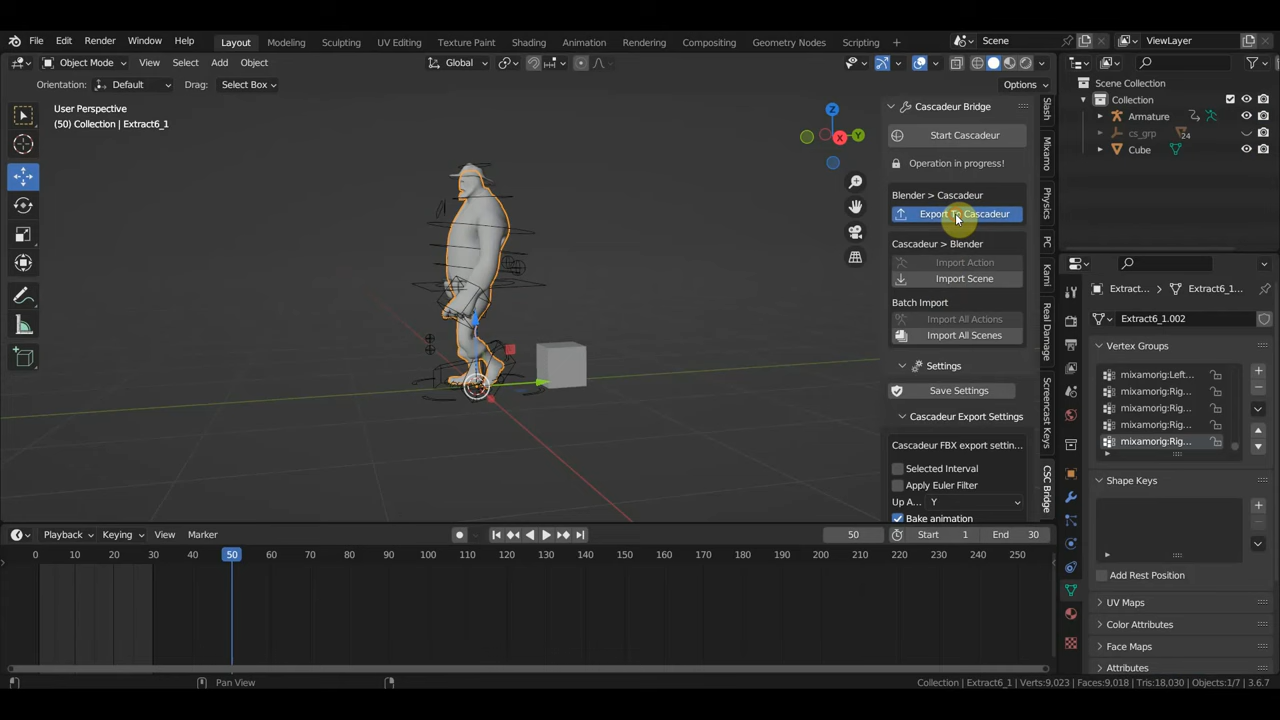 File Edit Render Window Help Layout Modeling Sculpting UV Editing Texture Paint Shading Animation Rendering Compositing Geometry Nodes Scripting + Scene ViewLayer
Object Mode View Select Add Object Global
Orientation: Default Drag: Select Box Options
User Perspective
(50) Collection | Extract6_1
Z
Y
X
Cascadeur Bridge
Start Cascadeur
Operation in progress!
Blender > Cascadeur
Export To Cascadeur
Cascadeur > Blender
Import Action
Import Scene
Batch Import
Import All Actions
Import All Scenes
Settings
Save Settings
Cascadeur Export Settings
Cascadeur FBX export settin...
Selected Interval
Apply Euler Filter
Up A... Y
Bake animation
Slash
Mixamo
Physics
PC
Kami
Real Damage
Screencast Keys
CSC Bridge
Scene Collection
Collection
Armature
cs_grp 24
Cube
Extract... Extract6_1...
Extract6_1.002
Vertex Groups
mixamorig:Left...
mixamorig:Rig...
mixamorig:Rig...
mixamorig:Rig...
mixamorig:Rig...
Shape Keys
Add Rest Position
UV Maps
Color Attributes
Face Maps
Attributes
Playback Keying View Marker 50 Start 1 End 30
0 10 20 30 40 50 60 70 80 90 100 110 120 130 140 150 160 170 180 190 200 210 220 230 240 250
Pan View
Collection | Extract6_1 | Verts:9,023 | Faces:9,018 | Tris:18,030 | Objects:1/7 | 3.6.7